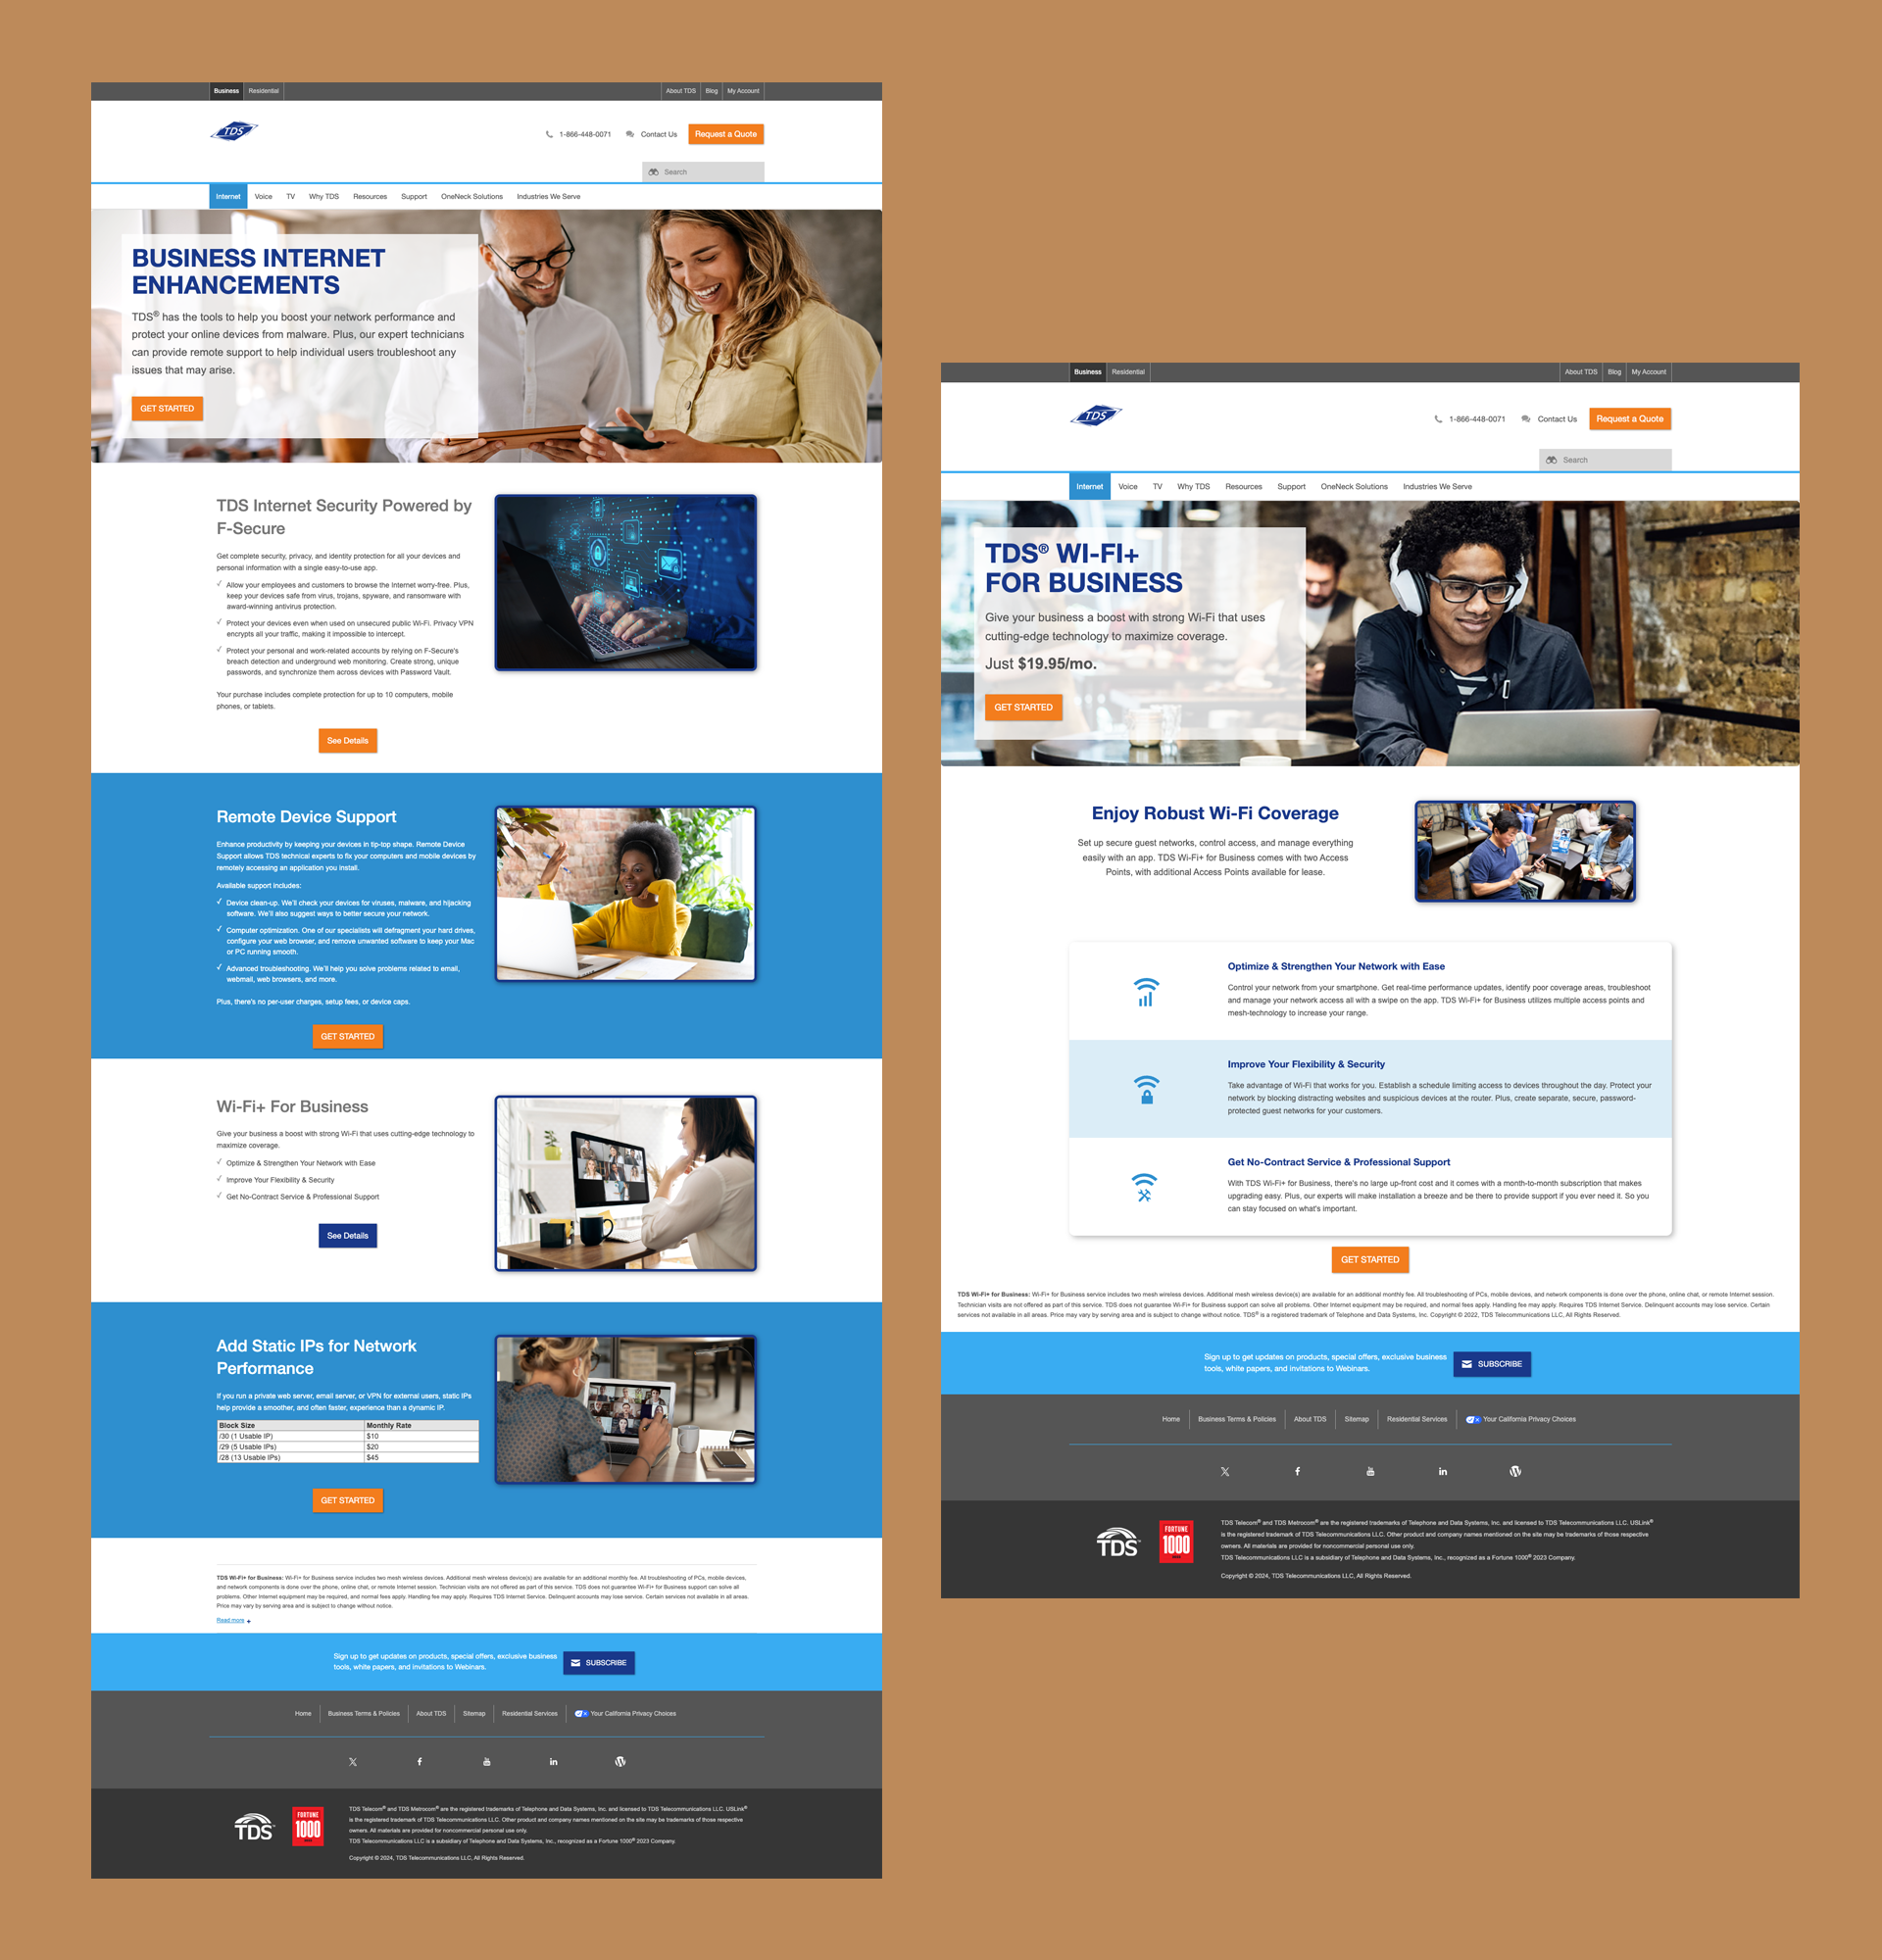 Business Residential About TDS Blog My Account
TDS
1-866-448-0071 Contact Us Request a Quote
Search
Internet Voice TV Why TDS Resources Support OneNeck Solutions Industries We Serve
BUSINESS INTERNET
ENHANCEMENTS
TDS® has the tools to help you boost your network performance and
protect your online devices from malware. Plus, our expert technicians
can provide remote support to help individual users troubleshoot any
issues that may arise.
GET STARTED
TDS Internet Security Powered by
F-Secure
Get complete security, privacy, and identity protection for all your devices and
personal information with a single easy-to-use app.
Allow your employees and customers to browse the Internet worry-free. Plus,
keep your devices safe from virus, trojans, spyware, and ransomware with
award-winning antivirus protection.
Protect your devices even when used on unsecured public Wi-Fi. Privacy VPN
encrypts all your traffic, making it impossible to intercept.
Protect your personal and work-related accounts by relying on F-Secure's
breach detection and underground web monitoring. Create strong, unique
passwords, and synchronize them across devices with Password Vault.
Your purchase includes complete protection for up to 10 computers, mobile
phones, or tablets.
See Details
Remote Device Support
Enhance productivity by keeping your devices in tip-top shape. Remote Device
Support allows TDS technical experts to fix your computers and mobile devices by
remotely accessing an application you install.
Available support includes:
Device clean-up. We'll check your devices for viruses, malware, and hijacking
software. We'll also suggest ways to better secure your network.
Computer optimization. One of our specialists will defragment your hard drives,
configure your web browser, and remove unwanted software to keep your Mac
or PC running smooth.
Advanced troubleshooting. We'll help you solve problems related to email,
webmail, web browsers, and more.
Plus, there's no per-user charges, setup fees, or device caps.
GET STARTED
Wi-Fi+ For Business
Give your business a boost with strong Wi-Fi that uses cutting-edge technology to
maximize coverage.
Optimize & Strengthen Your Network with Ease
Improve Your Flexibility & Security
Get No-Contract Service & Professional Support
See Details
Add Static IPs for Network
Performance
If you run a private web server, email server, or VPN for external users, static IPs
help provide a smoother, and often faster, experience than a dynamic IP.
Block Size Monthly Rate
/30 (1 Usable IP) $10
/29 (5 Usable IPs) $20
/28 (13 Usable IPs) $45
GET STARTED
TDS Wi-Fi+ for Business: Wi-Fi+ for Business service includes two mesh wireless devices. Additional mesh wireless device(s) are available for an additional monthly fee. All troubleshooting of PCs, mobile devices,
and network components is done over the phone, online chat, or remote Internet session. Technician visits are not offered as part of this service. TDS does not guarantee Wi-Fi+ for Business support can solve all
problems. Other Internet equipment may be required, and normal fees apply. Handling fee may apply. Requires TDS Internet Service. Delinquent accounts may lose service. Certain services not available in all areas.
Price may vary by serving area and is subject to change without notice.
Read more +
Sign up to get updates on products, special offers, exclusive business
tools, white papers, and invitations to Webinars.
SUBSCRIBE
Home Business Terms & Policies About TDS Sitemap Residential Services Your California Privacy Choices
TDS
FORTUNE
1000
TDS Telecom® and TDS Metrocom® are the registered trademarks of Telephone and Data Systems, Inc. and licensed to TDS Telecommunications LLC. USLink®
is the registered trademark of TDS Telecommunications LLC. Other product and company names mentioned on the site may be trademarks of those respective
owners. All materials are provided for noncommercial personal use only.
TDS Telecommunications LLC is a subsidiary of Telephone and Data Systems, Inc., recognized as a Fortune 1000® 2023 Company.
Copyright © 2024, TDS Telecommunications LLC, All Rights Reserved.
Business Residential About TDS Blog My Account
TDS
1-866-448-0071 Contact Us Request a Quote
Search
Internet Voice TV Why TDS Resources Support OneNeck Solutions Industries We Serve
TDS® WI-FI+
FOR BUSINESS
Give your business a boost with strong Wi-Fi that uses
cutting-edge technology to maximize coverage.
Just $19.95/mo.
GET STARTED
Enjoy Robust Wi-Fi Coverage
Set up secure guest networks, control access, and manage everything
easily with an app. TDS Wi-Fi+ for Business comes with two Access
Points, with additional Access Points available for lease.
Optimize & Strengthen Your Network with Ease
Control your network from your smartphone. Get real-time performance updates, identify poor coverage areas, troubleshoot
and manage your network access all with a swipe on the app. TDS Wi-Fi+ for Business utilizes multiple access points and
mesh-technology to increase your range.
Improve Your Flexibility & Security
Take advantage of Wi-Fi that works for you. Establish a schedule limiting access to devices throughout the day. Protect your
network by blocking distracting websites and suspicious devices at the router. Plus, create separate, secure, password-
protected guest networks for your customers.
Get No-Contract Service & Professional Support
With TDS Wi-Fi+ for Business, there's no large up-front cost and it comes with a month-to-month subscription that makes
upgrading easy. Plus, our experts will make installation a breeze and be there to provide support if you ever need it. So you
can stay focused on what's important.
GET STARTED
TDS Wi-Fi+ for Business: Wi-Fi+ for Business service includes two mesh wireless devices. Additional mesh wireless device(s) are available for an additional monthly fee. All troubleshooting of PCs, mobile devices, and network components is done over the phone, online chat, or remote Internet session.
Technician visits are not offered as part of this service. TDS does not guarantee Wi-Fi+ for Business support can solve all problems. Other Internet equipment may be required, and normal fees apply. Handling fee may apply. Requires TDS Internet Service. Delinquent accounts may lose service. Certain
services not available in all areas. Price may vary by serving area and is subject to change without notice. TDS® is a registered trademark of Telephone and Data Systems, Inc. Copyright © 2022, TDS Telecommunications LLC, All Rights Reserved.
Sign up to get updates on products, special offers, exclusive business
tools, white papers, and invitations to Webinars.
SUBSCRIBE
Home Business Terms & Policies About TDS Sitemap Residential Services Your California Privacy Choices
TDS
FORTUNE
1000
TDS Telecom® and TDS Metrocom® are the registered trademarks of Telephone and Data Systems, Inc. and licensed to TDS Telecommunications LLC. USLink®
is the registered trademark of TDS Telecommunications LLC. Other product and company names mentioned on the site may be trademarks of those respective
owners. All materials are provided for noncommercial personal use only.
TDS Telecommunications LLC is a subsidiary of Telephone and Data Systems, Inc., recognized as a Fortune 1000® 2023 Company.
Copyright © 2024, TDS Telecommunications LLC, All Rights Reserved.